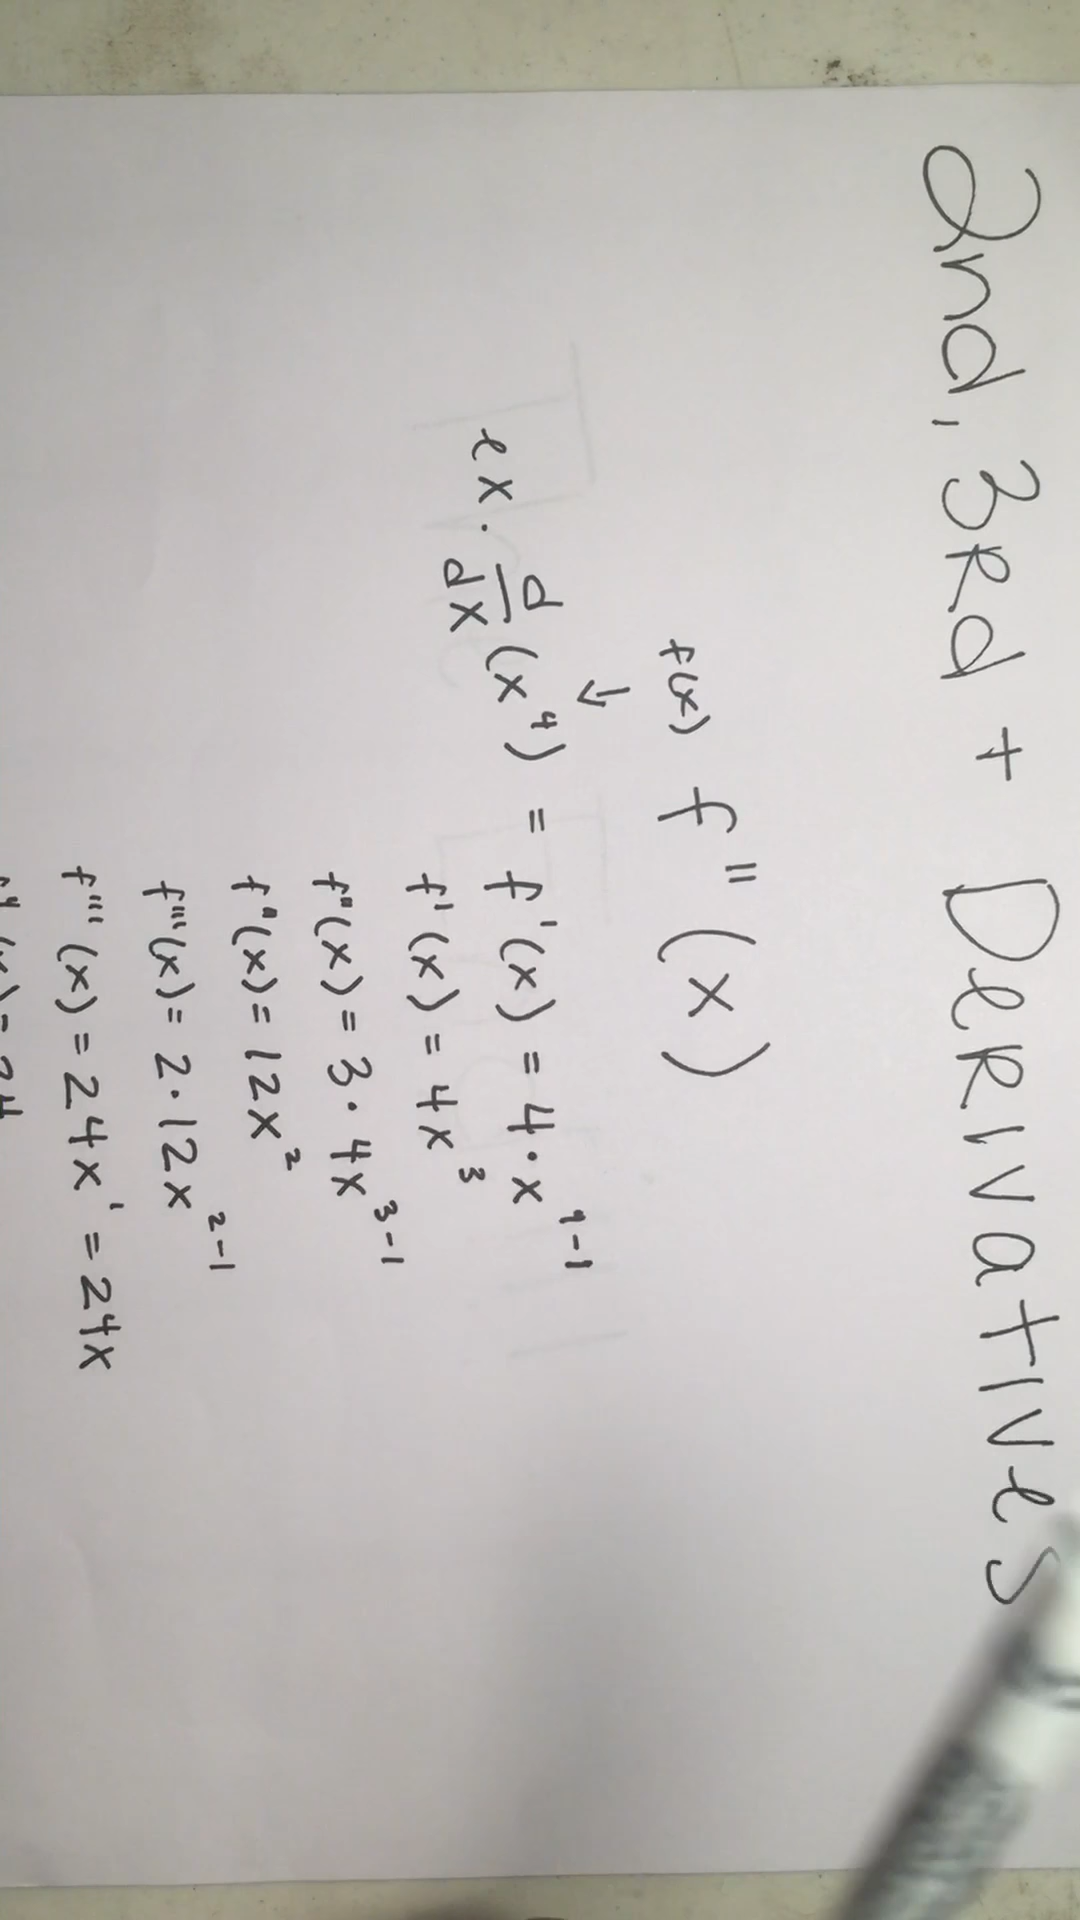 2nd, 3Rd + DeRIVatIVes
f''(x)
f(x)
↓
ex. d/dx (x⁴) = f'(x) = 4·x⁴⁻¹
f'(x) = 4x³
f''(x) = 3·4x³⁻¹
f''(x) = 12x²
f'''(x) = 2·12x²⁻¹
f'''(x) = 24x¹ = 24x